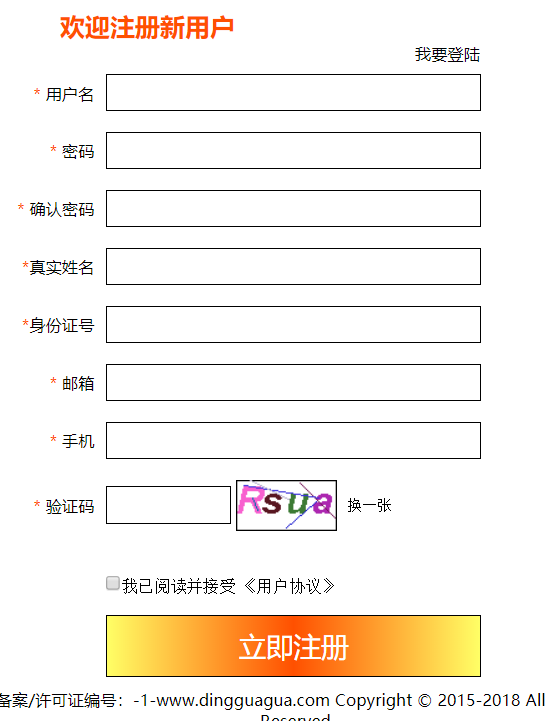 欢迎注册新用户
我要登陆
* 用户名
* 密码
* 确认密码
*真实姓名
*身份证号
* 邮箱
* 手机
* 验证码 Rsua 换一张
我已阅读并接受《用户协议》
立即注册
备案/许可证编号：-1-www.dingguagua.com Copyright © 2015-2018 All
Reserved